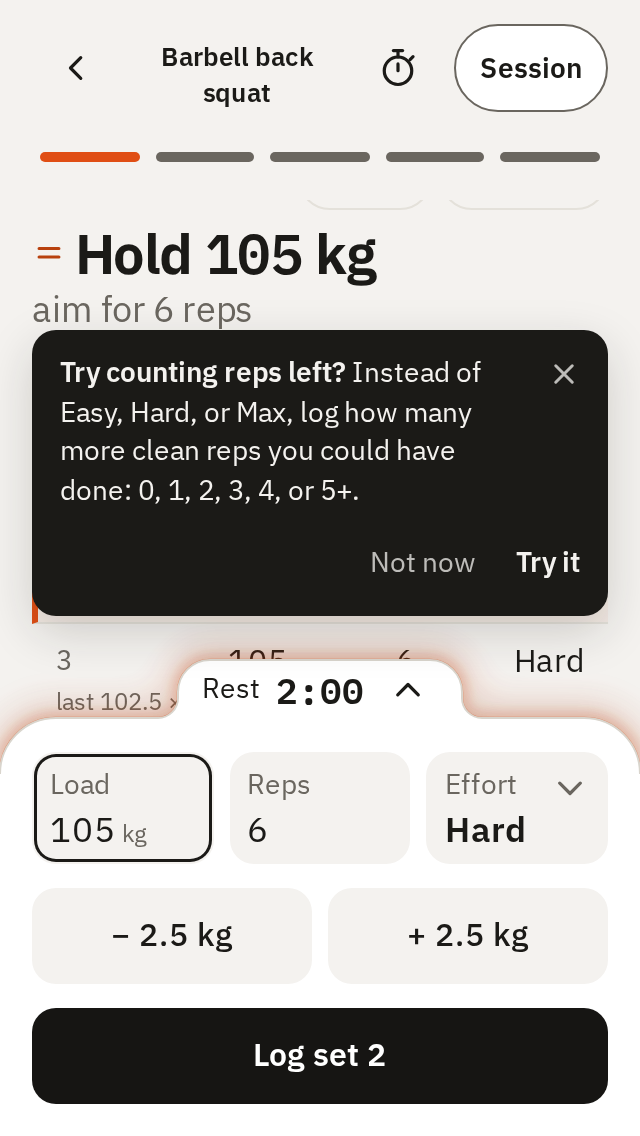 Barbell back
squat
Session
= Hold 105 kg
aim for 6 reps
Try counting reps left? Instead of
Easy, Hard, or Max, log how many
more clean reps you could have
done: 0, 1, 2, 3, 4, or 5+.
Not now
Try it
3 105 6 Hard
last 102.5 ×
Rest 2:00
Load
105 kg
Reps
6
Effort
Hard
− 2.5 kg
+ 2.5 kg
Log set 2